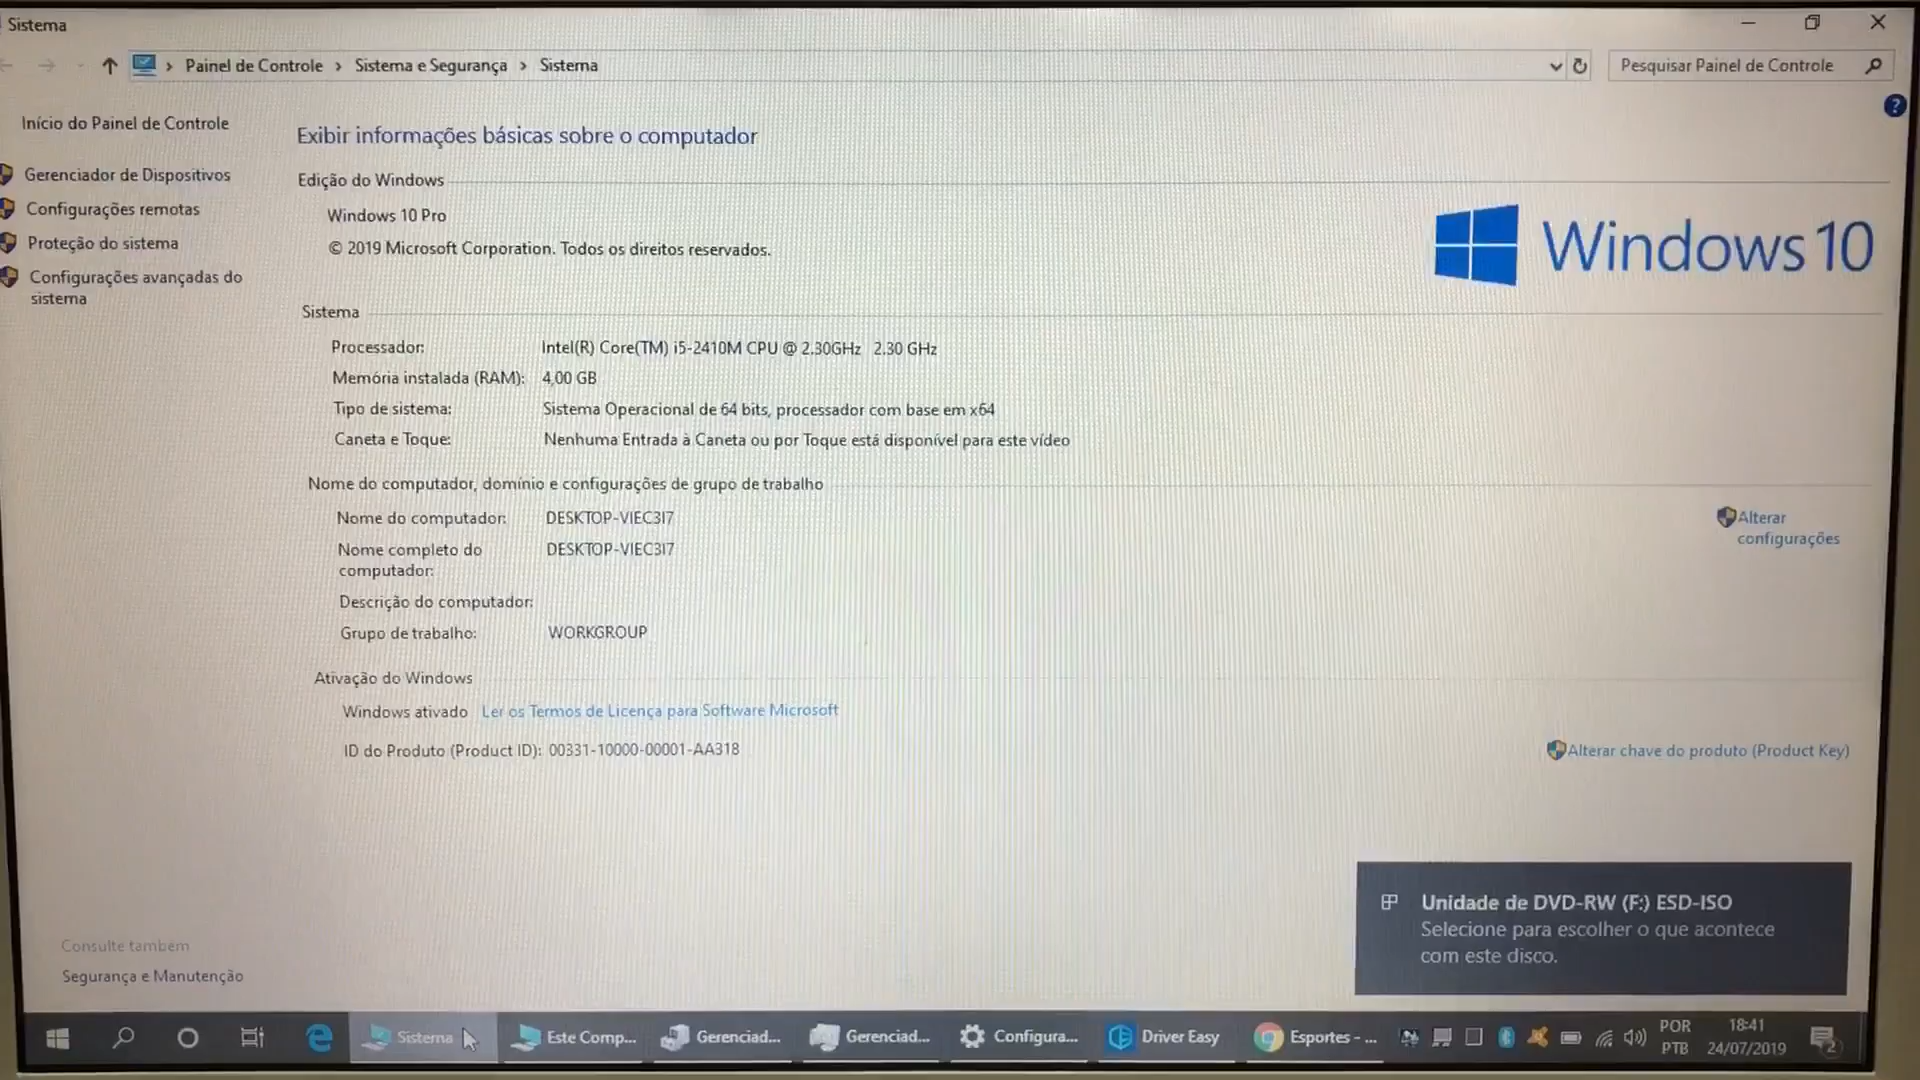 Sistema
Painel de Controle › Sistema e Segurança › Sistema
Pesquisar Painel de Controle
Início do Painel de Controle
Gerenciador de Dispositivos
Configurações remotas
Proteção do sistema
Configurações avançadas do
sistema
Exibir informações básicas sobre o computador
Edição do Windows
Windows 10 Pro
© 2019 Microsoft Corporation. Todos os direitos reservados.
Windows 10
Sistema
Processador: Intel(R) Core(TM) i5-2410M CPU @ 2.30GHz 2.30 GHz
Memória instalada (RAM): 4,00 GB
Tipo de sistema: Sistema Operacional de 64 bits, processador com base em x64
Caneta e Toque: Nenhuma Entrada à Caneta ou por Toque está disponível para este vídeo
Nome do computador, domínio e configurações de grupo de trabalho
Nome do computador: DESKTOP-VIEC3I7
Alterar
configurações
Nome completo do
computador: DESKTOP-VIEC3I7
Descrição do computador:
Grupo de trabalho: WORKGROUP
Ativação do Windows
Windows ativado Ler os Termos de Licença para Software Microsoft
ID do Produto (Product ID): 00331-10000-00001-AA318
Alterar chave do produto (Product Key)
Consulte também
Segurança e Manutenção
Unidade de DVD-RW (F:) ESD-ISO
Selecione para escolher o que acontece
com este disco.
Sistema
Este Comp...
Gerenciad...
Gerenciad...
Configura...
Driver Easy
Esportes - ...
POR
PTB
18:41
24/07/2019
2